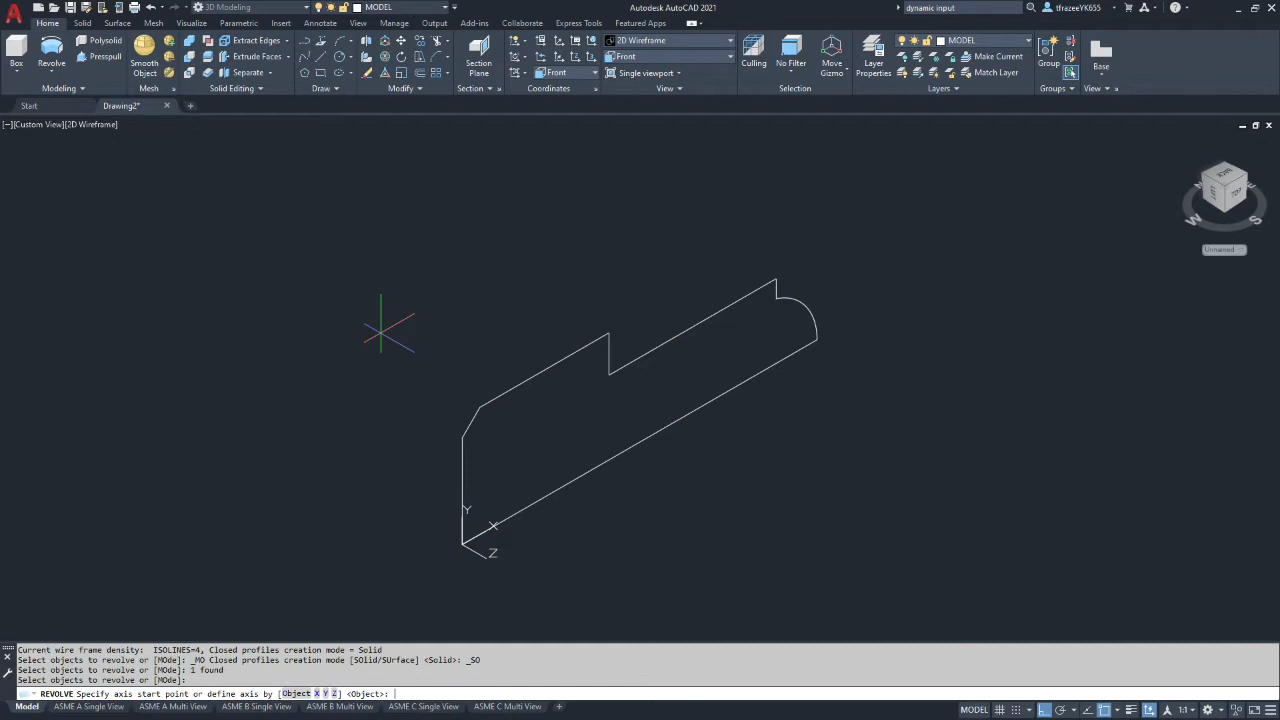 3D Modeling MODEL Autodesk AutoCAD 2021 dynamic input tfrazeeYK655
Home Solid Surface Mesh Visualize Parametric Insert Annotate View Manage Output Add-ins Collaborate Express Tools Featured Apps
Box Revolve Polysolid Presspull
Smooth Object
Extract Edges
Extrude Faces
Separate
Section Plane
Front
2D Wireframe
Front
Single viewport
Culling No Filter Move Gizmo
Layer Properties
MODEL
Make Current
Match Layer
Group
Base
Modeling Mesh Solid Editing Draw Modify Section Coordinates View Selection Layers Groups View
Start Drawing2*
[−][Custom View][2D Wireframe]
BACK
TOP
W S
Unnamed
Y
X
Z
Current wire frame density: ISOLINES=4, Closed profiles creation mode = Solid
Select objects to revolve or [MOde]: _MO Closed profiles creation mode [SOlid/SUrface] <Solid>: _SO
Select objects to revolve or [MOde]: 1 found
Select objects to revolve or [MOde]:
REVOLVE Specify axis start point or define axis by [Object X Y Z] <Object>:
Model ASME A Single View ASME A Multi View ASME B Single View ASME B Multi View ASME C Single View ASME C Multi View
MODEL 1:1